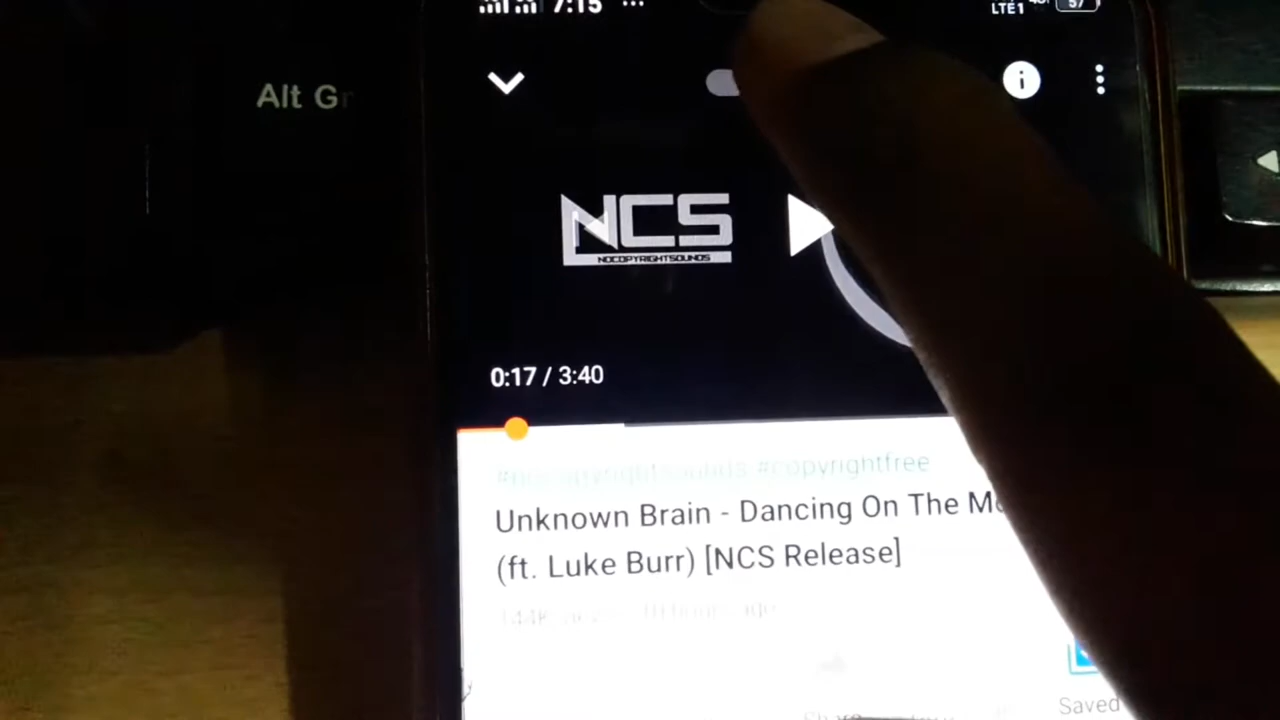 7:15
LTE1
57
Alt Gr
NCS
NOCOPYRIGHTSOUNDS
0:17 / 3:40
#nocopyrightsounds #copyrightfree
Unknown Brain - Dancing On The
(ft. Luke Burr) [NCS Release]
Saved